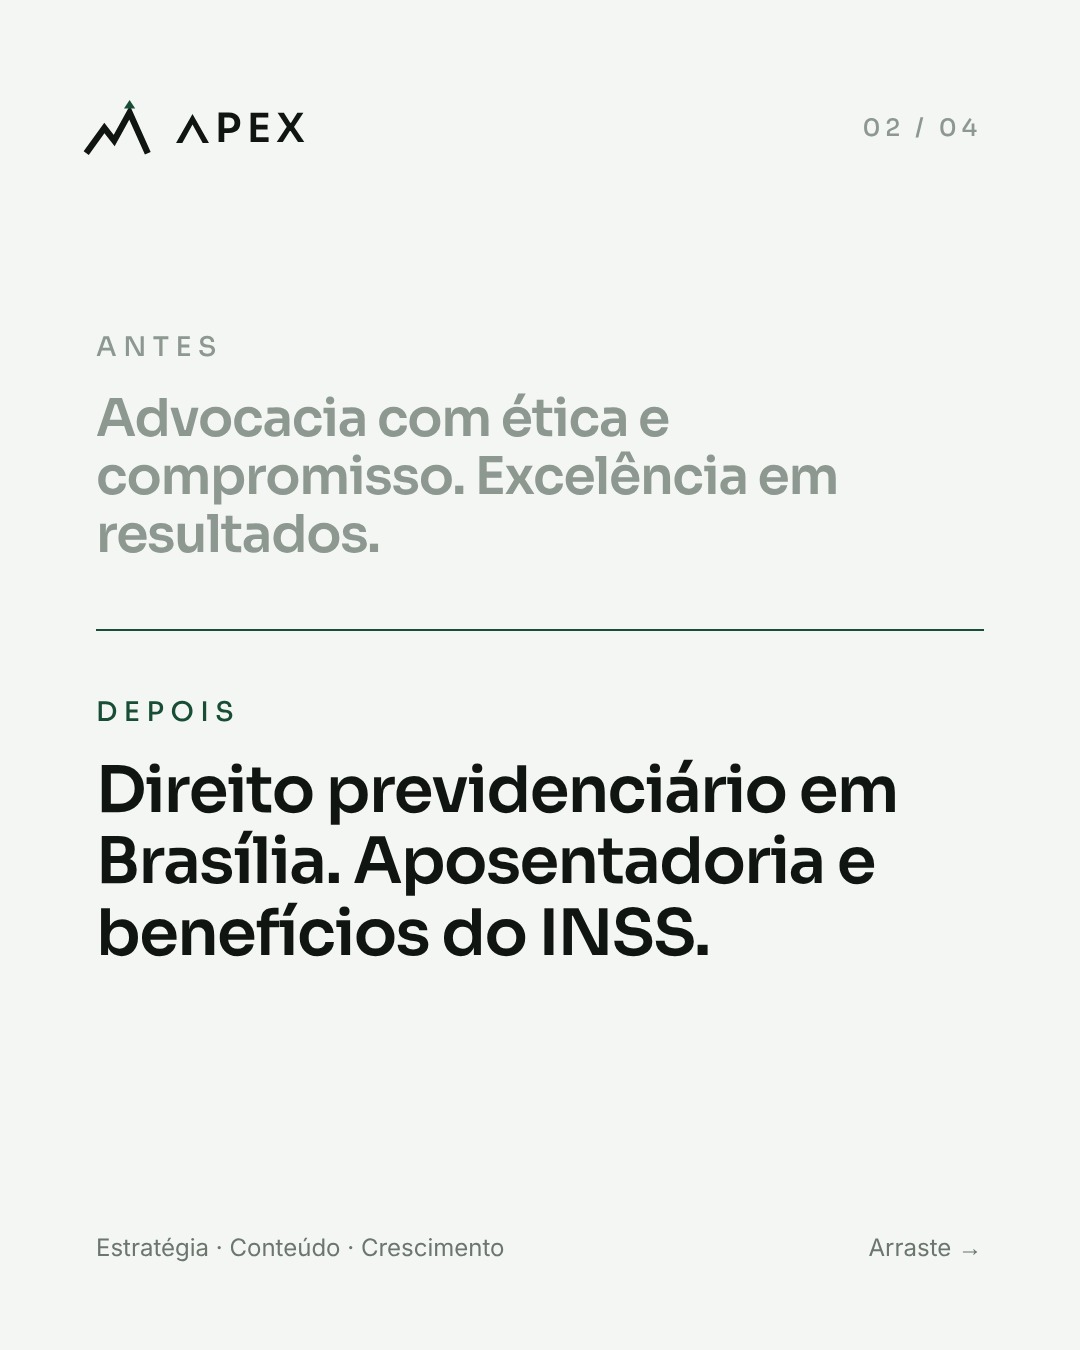 APEX
02 / 04
ANTES
Advocacia com ética e
compromisso. Excelência em
resultados.
DEPOIS
Direito previdenciário em
Brasília. Aposentadoria e
benefícios do INSS.
Estratégia · Conteúdo · Crescimento
Arraste →